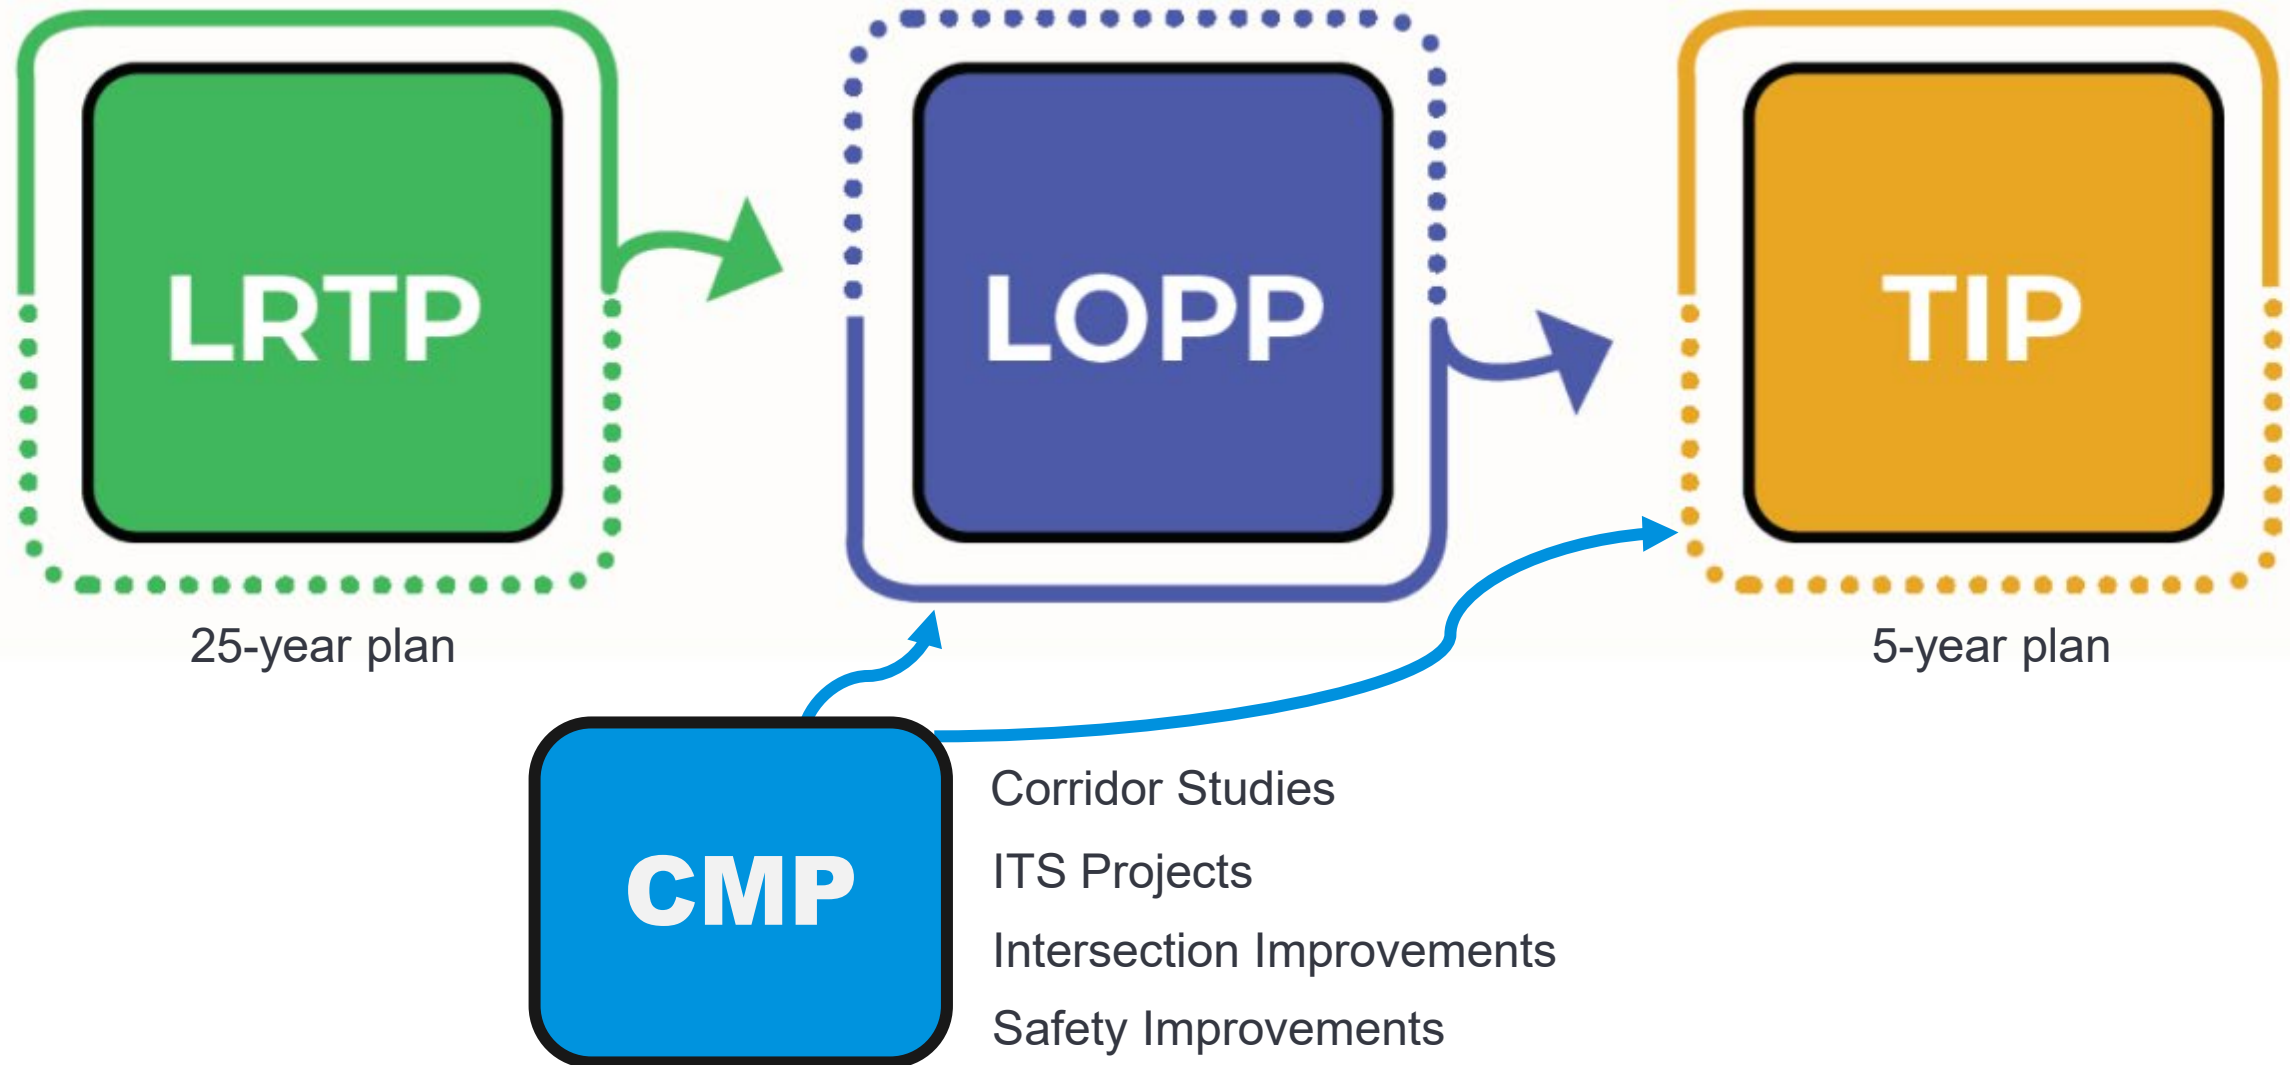 LRTP
LOPP
TIP
25-year plan
5-year plan
CMP
Corridor Studies
ITS Projects
Intersection Improvements
Safety Improvements